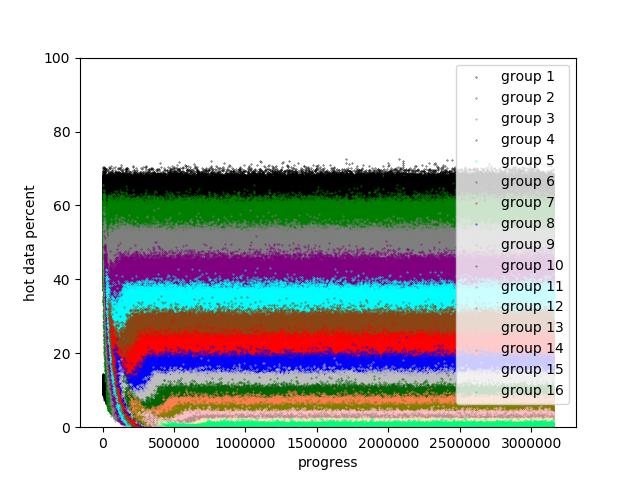 100
80
60
40
20
0
hot data percent
0
500000
1000000
1500000
2000000
2500000
3000000
progress
group 1
group 2
group 3
group 4
group 5
group 6
group 7
group 8
group 9
group 10
group 11
group 12
group 13
group 14
group 15
group 16